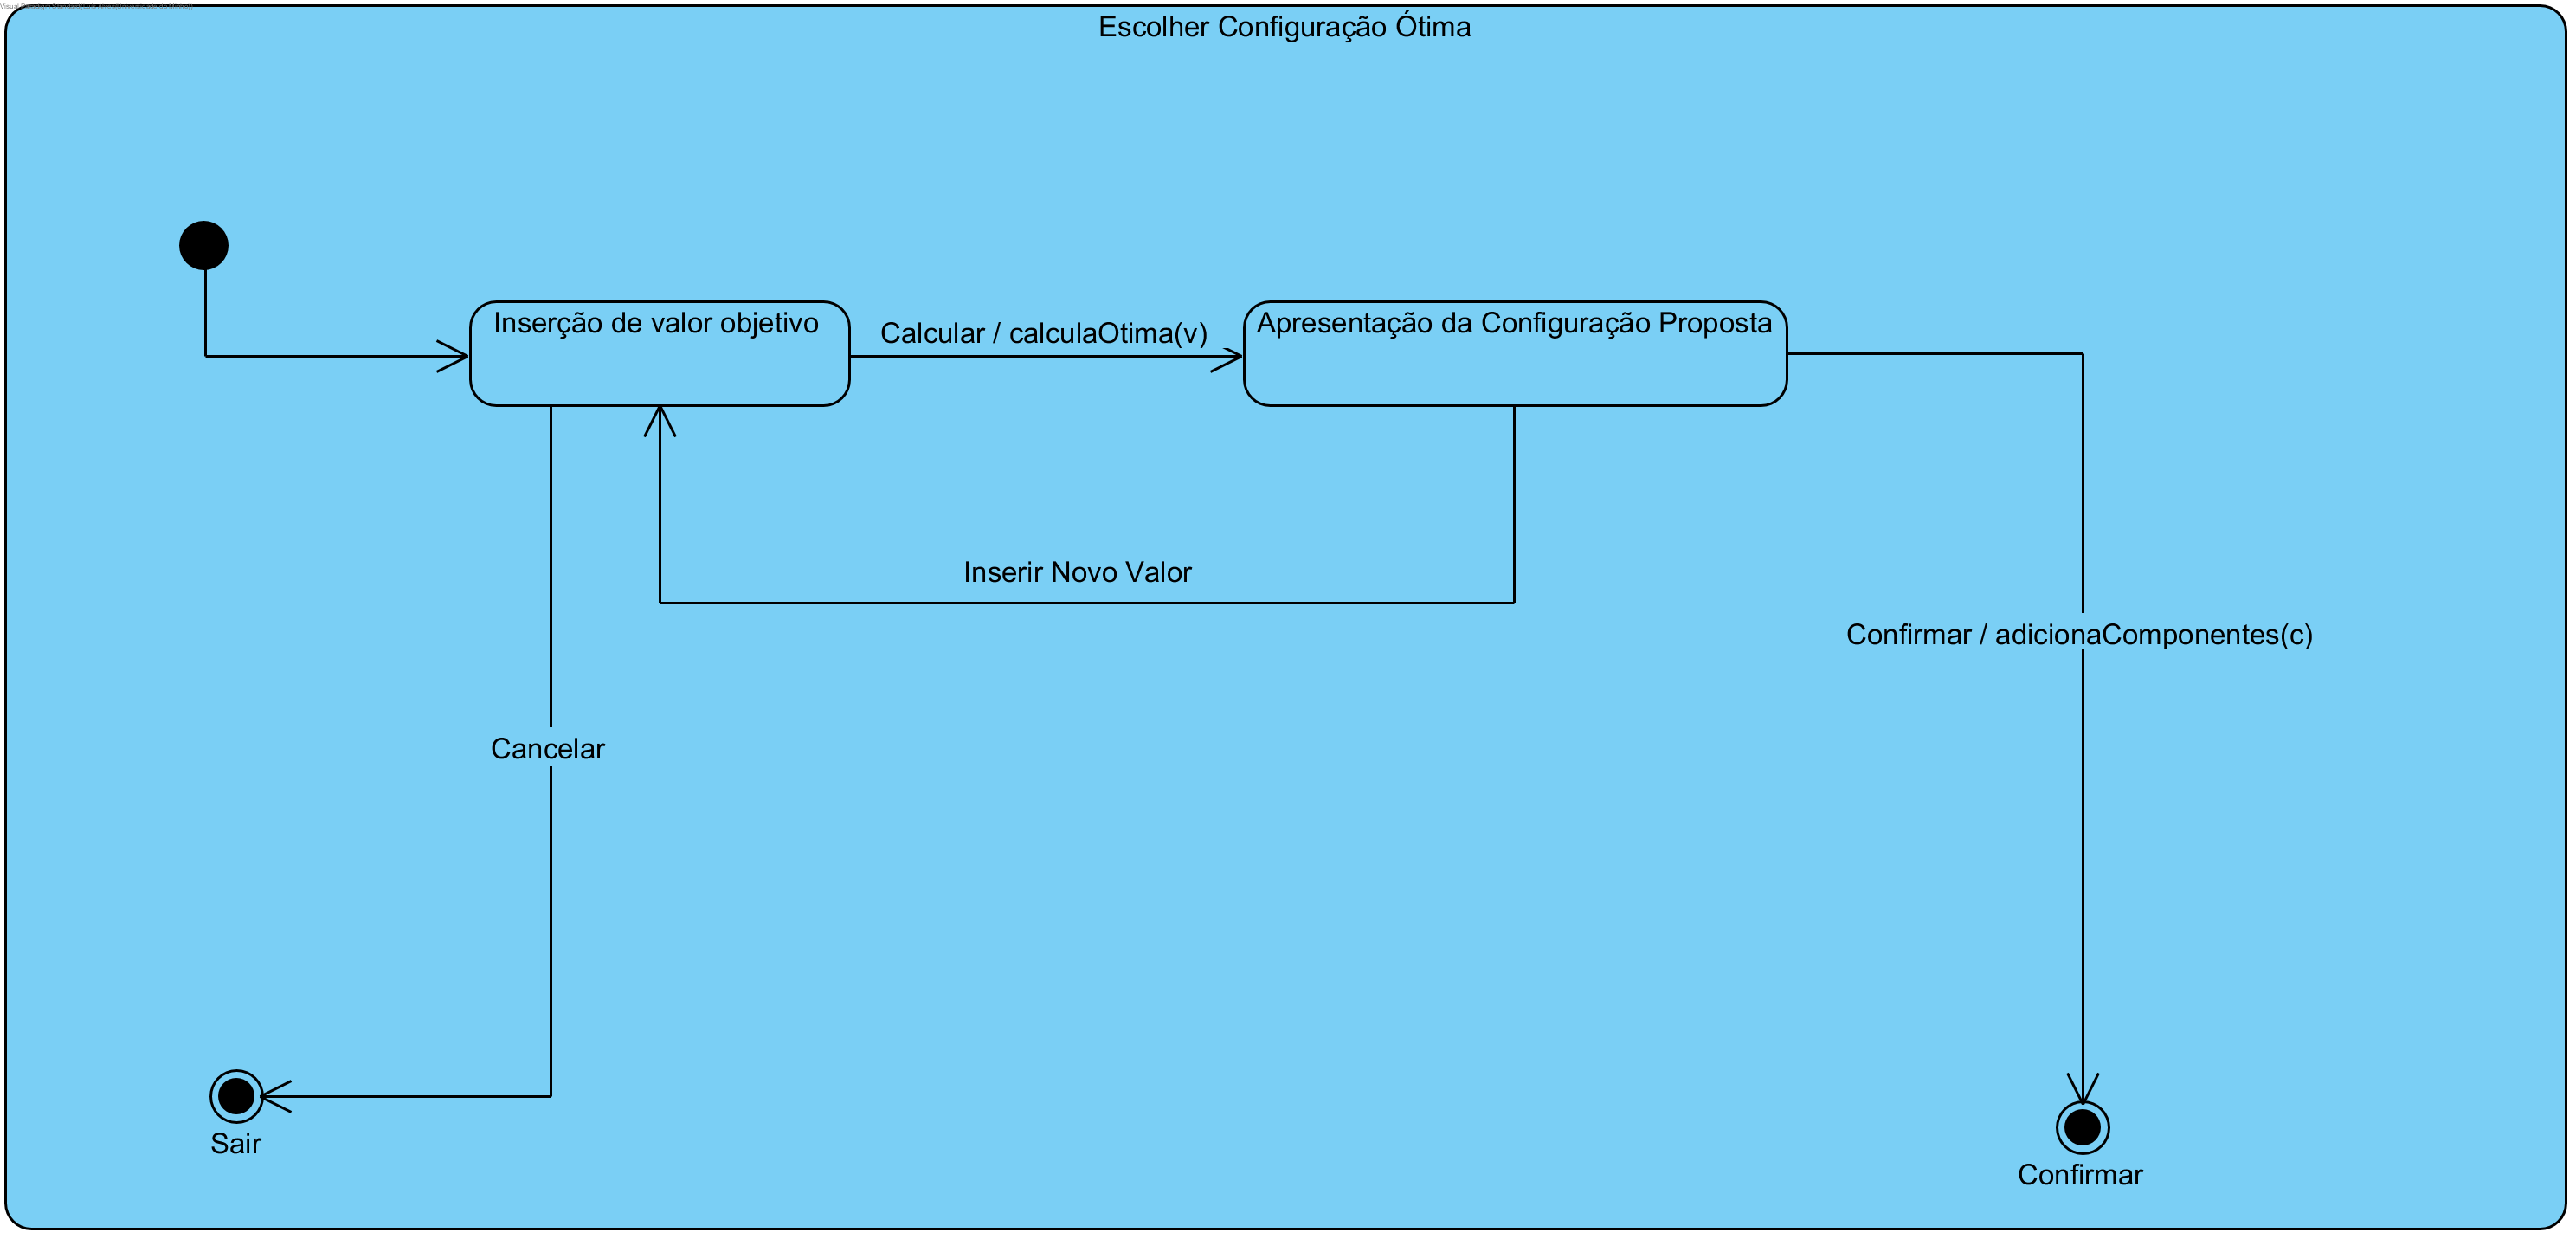 Escolher Configuração Ótima
Inserção de valor objetivo
Calcular / calculaOtima(v)
Apresentação da Configuração Proposta
Inserir Novo Valor
Confirmar / adicionaComponentes(c)
Cancelar
Sair
Confirmar